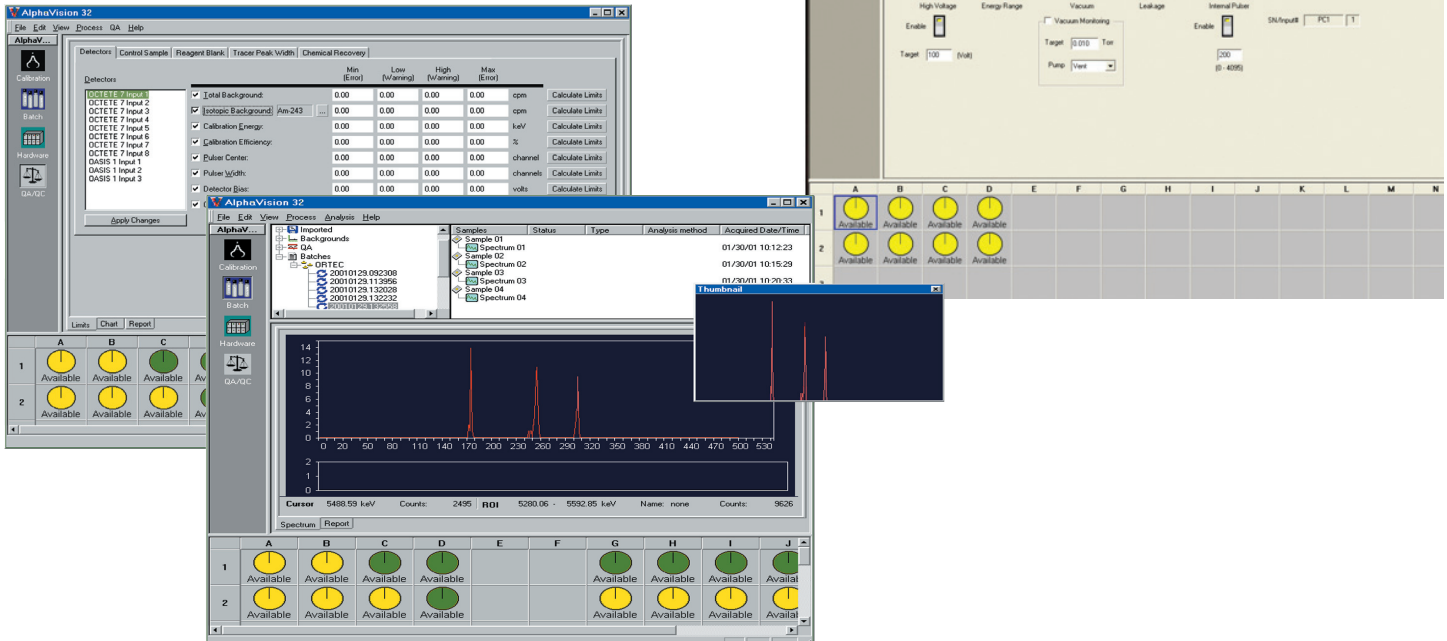 AlphaVision 32
File Edit View Process QA Help
AlphaV...
Calibration
Batch
Hardware
QA/QC
Detectors Control Sample Reagent Blank Tracer Peak Width Chemical Recovery
Detectors
Min (Error) Low (Warning) High (Warning) Max (Error)
OCTETE 7 Input 1
OCTETE 7 Input 2
OCTETE 7 Input 3
OCTETE 7 Input 4
OCTETE 7 Input 5
OCTETE 7 Input 6
OCTETE 7 Input 7
OCTETE 7 Input 8
OASIS 1 Input 1
OASIS 1 Input 2
OASIS 1 Input 3
Total Background: 0.00 0.00 0.00 0.00 cpm Calculate Limits
Isotopic Background: Am-243 ... 0.00 0.00 0.00 0.00 cpm Calculate Limits
Calibration Energy: 0.00 0.00 0.00 0.00 keV Calculate Limits
Calibration Efficiency: 0.00 0.00 0.00 0.00 % Calculate Limits
Pulser Center: 0.00 0.00 0.00 0.00 channel Calculate Limits
Pulser Width: 0.00 0.00 0.00 0.00 channels Calculate Limits
Detector Bias: 0.00 0.00 0.00 0.00 volts Calculate Limits
Apply Changes
Limits Chart Report
A B C
1 Available Available Available
2 Available Available Available
AlphaVision 32
File Edit View Process Analysis Help
AlphaV...
Calibration
Batch
Hardware
QA/QC
Imported
Backgrounds
QA
Batches
ORTEC
20010129.092308
20010129.113956
20010129.132028
20010129.132232
20010129.132558
Samples Status Type Analysis method Acquired Date/Time
Sample 01
Spectrum 01 01/30/01 10:12:23
Sample 02
Spectrum 02 01/30/01 10:15:29
Sample 03
Spectrum 03 01/30/01 10:20:33
Sample 04
Spectrum 04
14
12
10
8
6
4
2
0
0 20 50 80 110 140 170 200 230 260 290 320 350 380 410 440 470 500 530
2
1
0
Cursor 5488.59 keV Counts: 2495 ROI 5280.06 - 5592.85 keV Name: none Counts: 9626
Spectrum Report
A B C D E F G H I J
1 Available Available Available Available Available Available Available Availabl
2 Available Available Available Available Available Available Available Availabl
Thumbnail
High Voltage Energy Range Vacuum Leakage Internal Pulser
Enable Vacuum Monitoring Enable SN/Input# PC1 1
Target 100 (Volt) Target 0.010 Torr 200
Pump Vent (0 - 4095)
A B C D E F G H I J K L M N
1 Available Available Available Available
2 Available Available Available Available